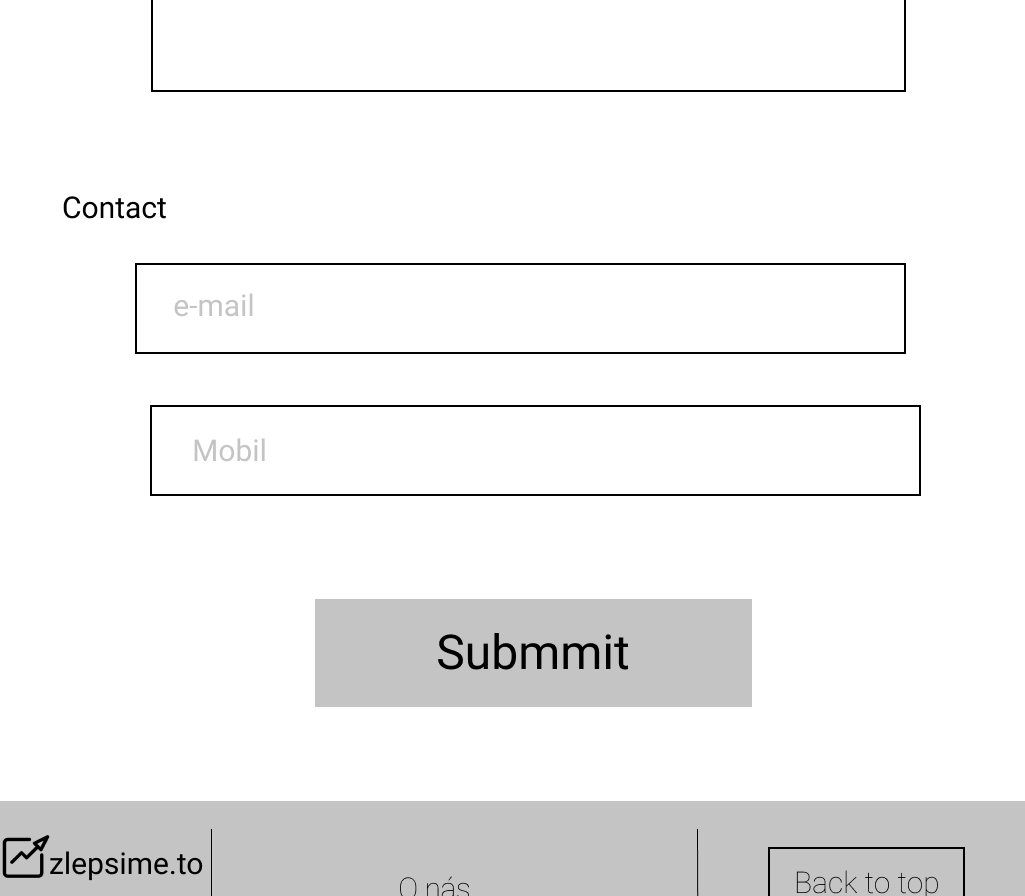 Contact
e-mail
Mobil
Submmit
zlepsime.to
O nás
Back to top